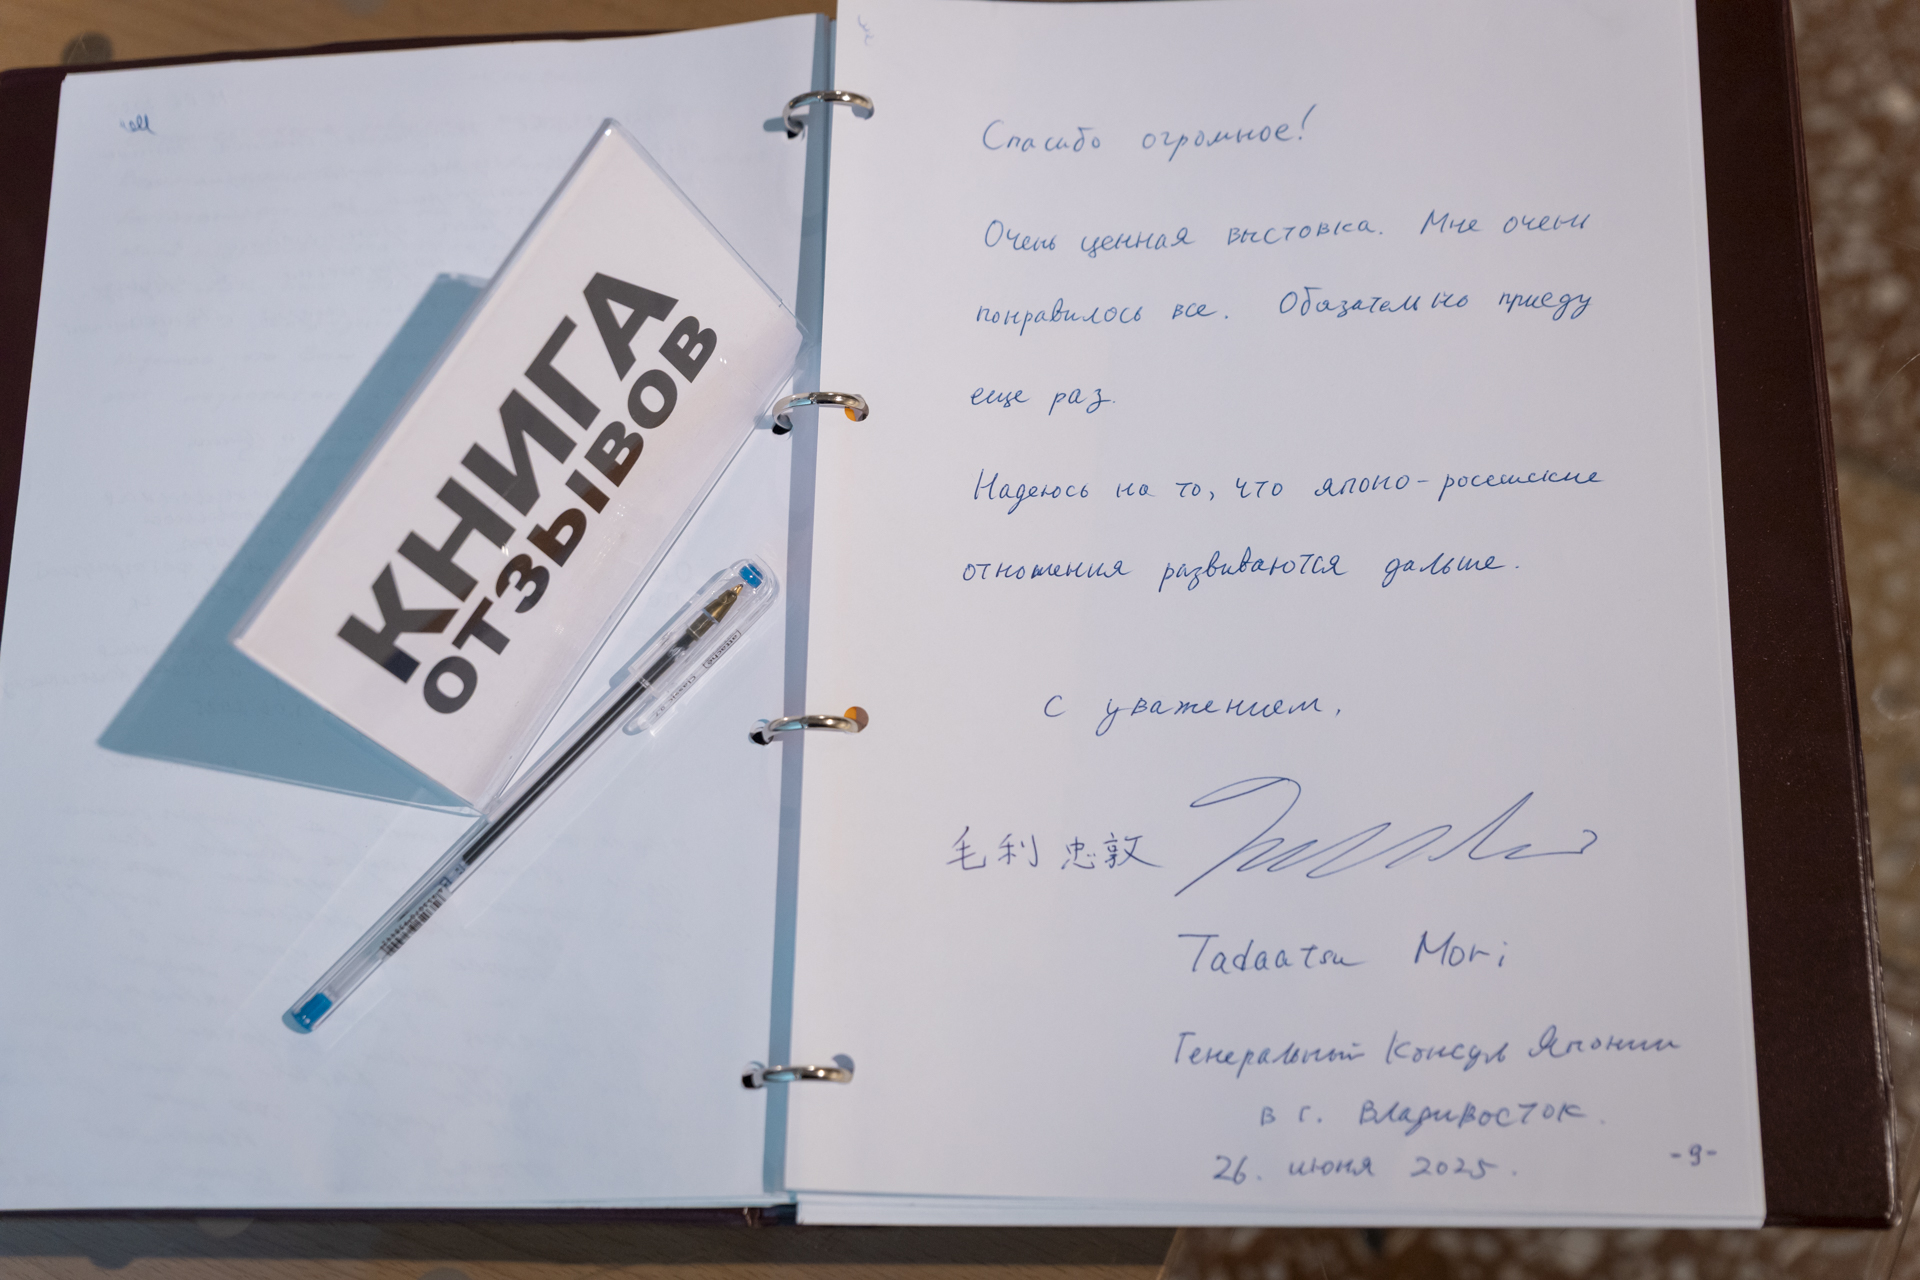 КНИГА
ОТЗЫВОВ
attache
Classic
Спасибо огромное!
Очень ценная выстовка. Мне очень
понравилось все. Обязательно приеду
еще раз.
Надеюсь на то, что японо-российские
отношения развиваются дальше.
С уважением,
毛利 忠敦
Tadaatsu Mori
Генеральный Консул Японии
в г. Владивосток.
26. июня 2025.
-9-